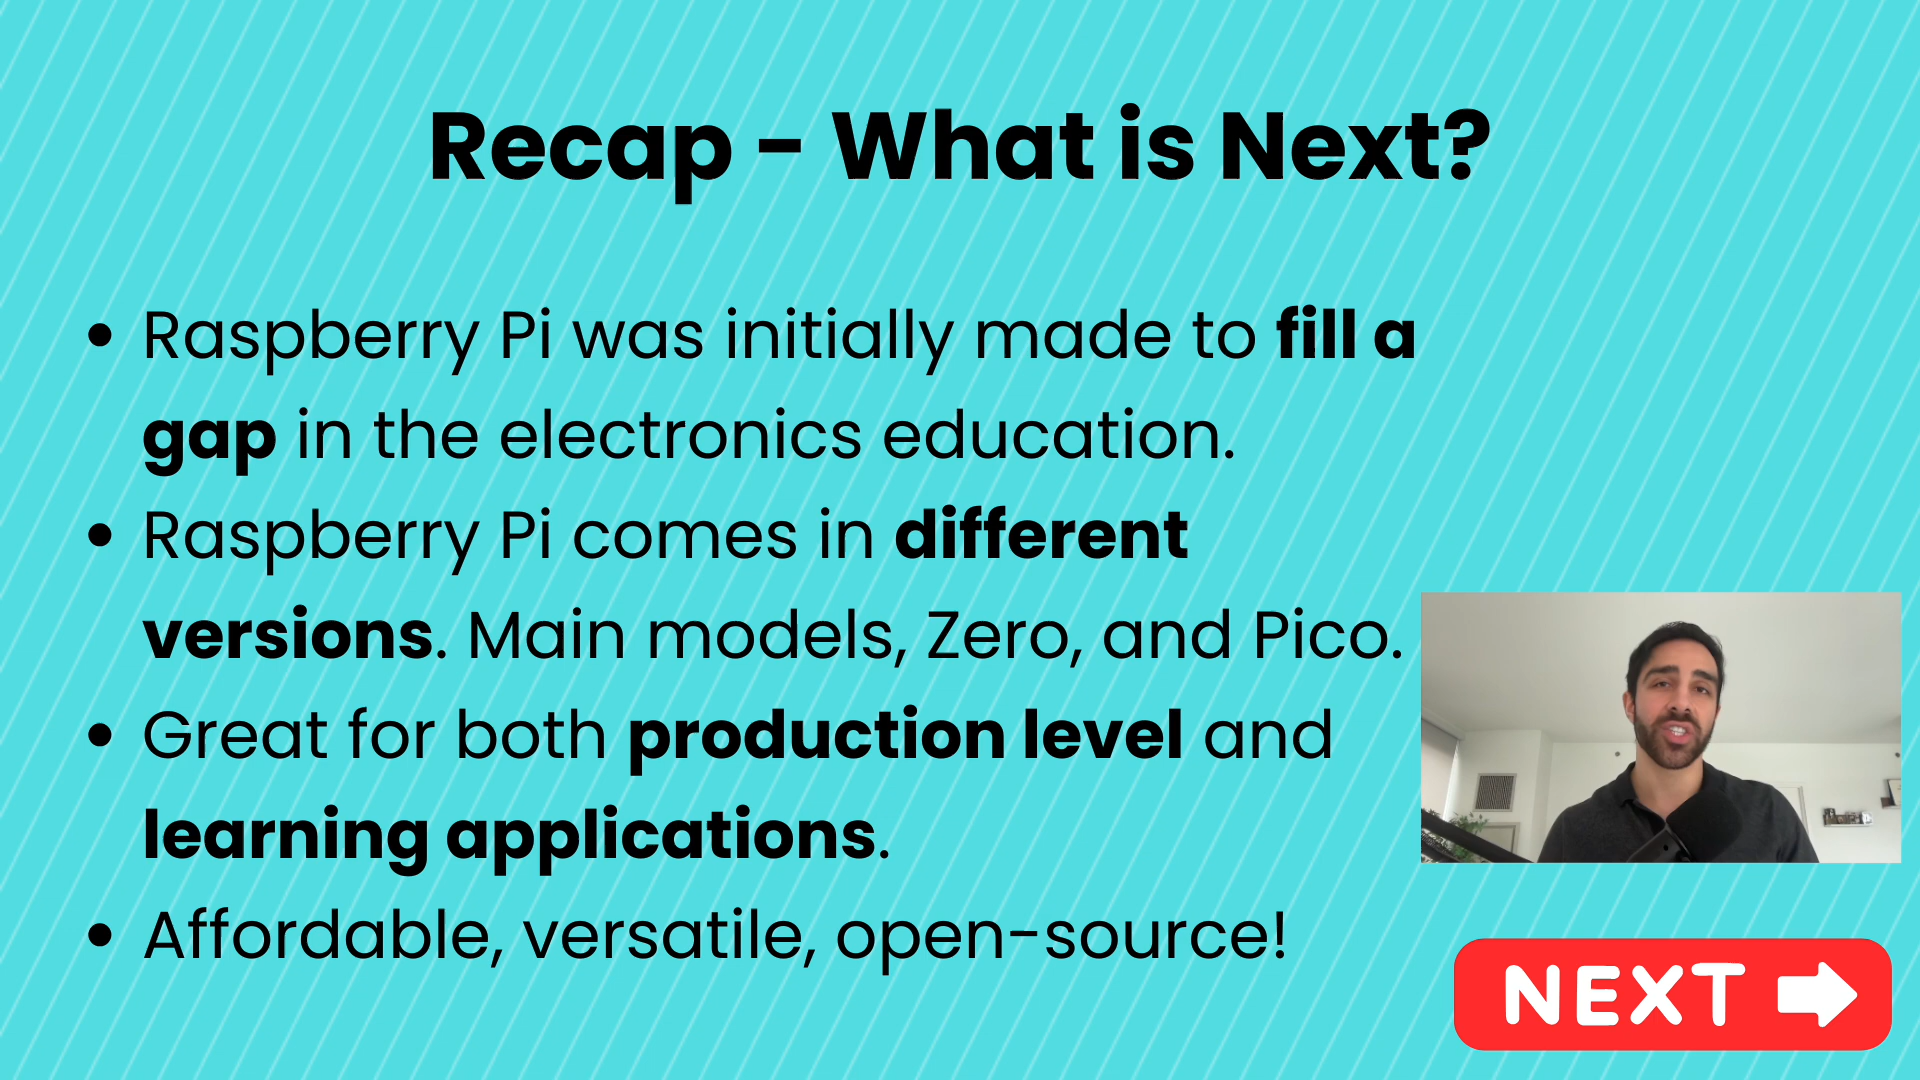 Recap - What is Next?
• Raspberry Pi was initially made to fill a
gap in the electronics education.
• Raspberry Pi comes in different
versions. Main models, Zero, and Pico.
• Great for both production level and
learning applications.
• Affordable, versatile, open-source!
NEXT